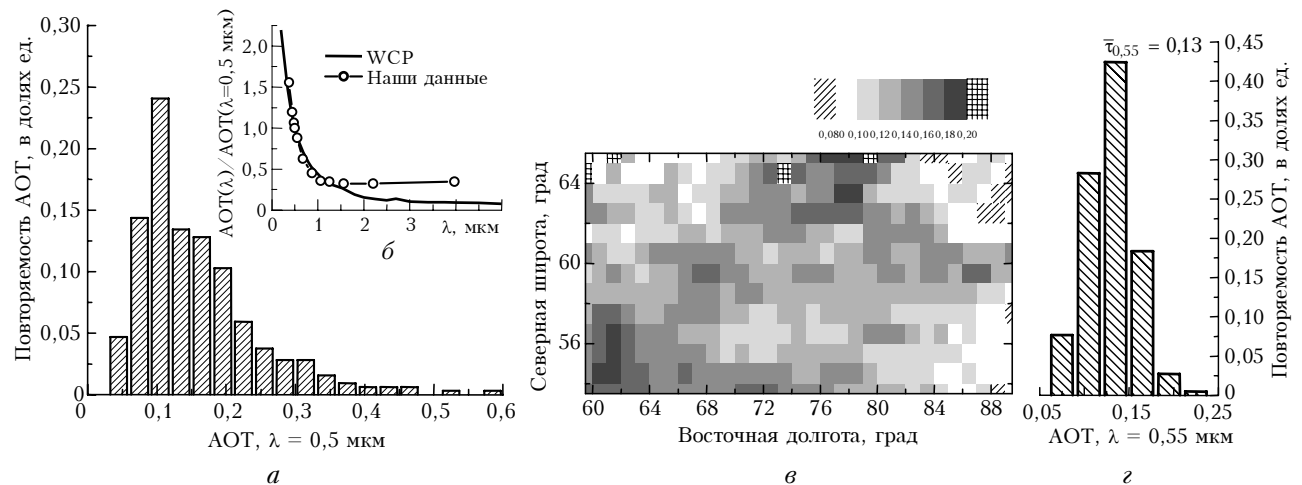 Повторяемость АОТ, в долях ед.
0,30
0,25
0,20
0,15
0,10
0,05
0
0
0,1
0,2
0,3
0,4
0,5
0,6
АОТ, λ = 0,5 мкм
а
АОТ(λ)/АОТ(λ=0,5 мкм)
2,0
1,5
1,0
0,5
0
WCP
Наши данные
0
1
2
3
λ, мкм
б
0,080 0,10 0,12 0,14 0,16 0,18 0,20
Северная широта, град
64
60
56
60
64
68
72
76
80
84
88
Восточная долгота, град
в
τ̅0,55 = 0,13
0,45
0,40
0,35
0,30
0,25
0,20
0,15
0,10
0,05
0
Повторяемость АОТ, в долях ед.
0,05
0,15
0,25
АОТ, λ = 0,55 мкм
г